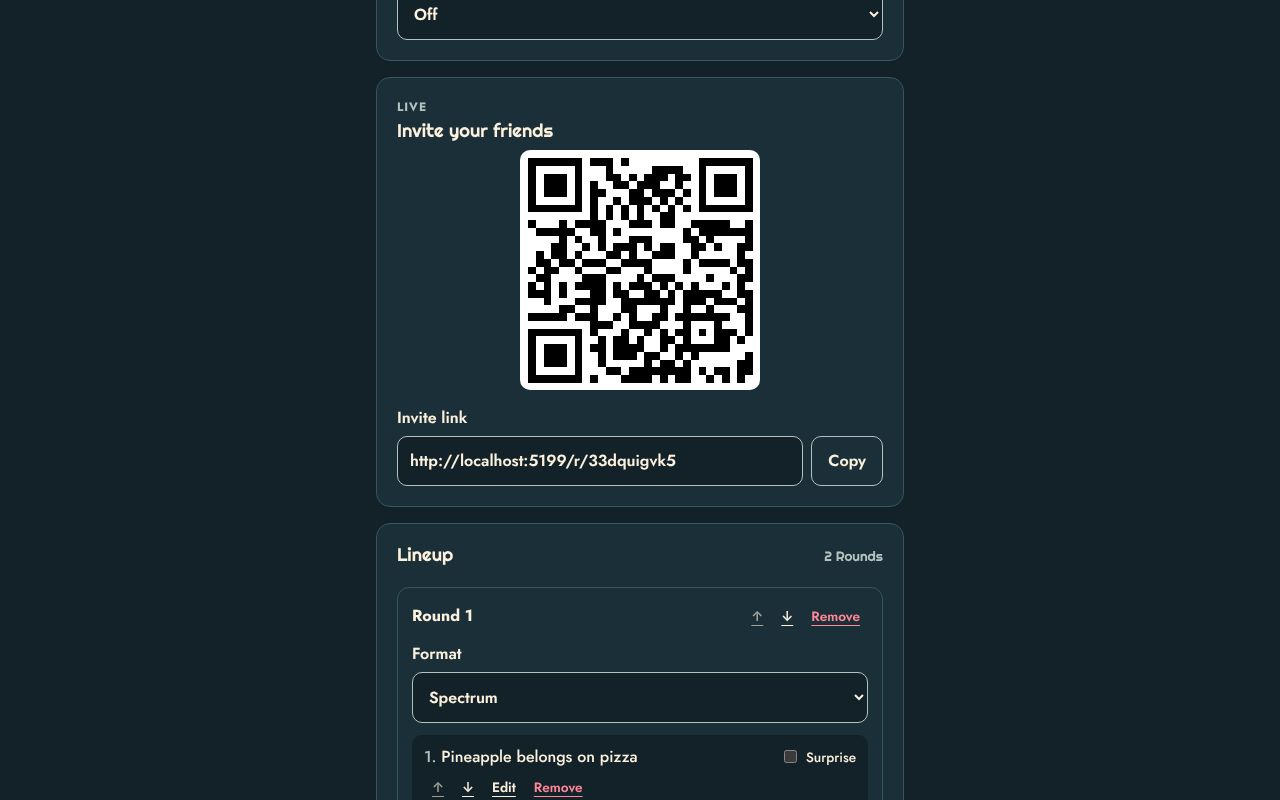 Off
LIVE
Invite your friends
Invite link
http://localhost:5199/r/33dquigvk5
Copy
Lineup
2 Rounds
Round 1
↑ ↓ Remove
Format
Spectrum
1. Pineapple belongs on pizza
Surprise
↑ ↓ Edit Remove